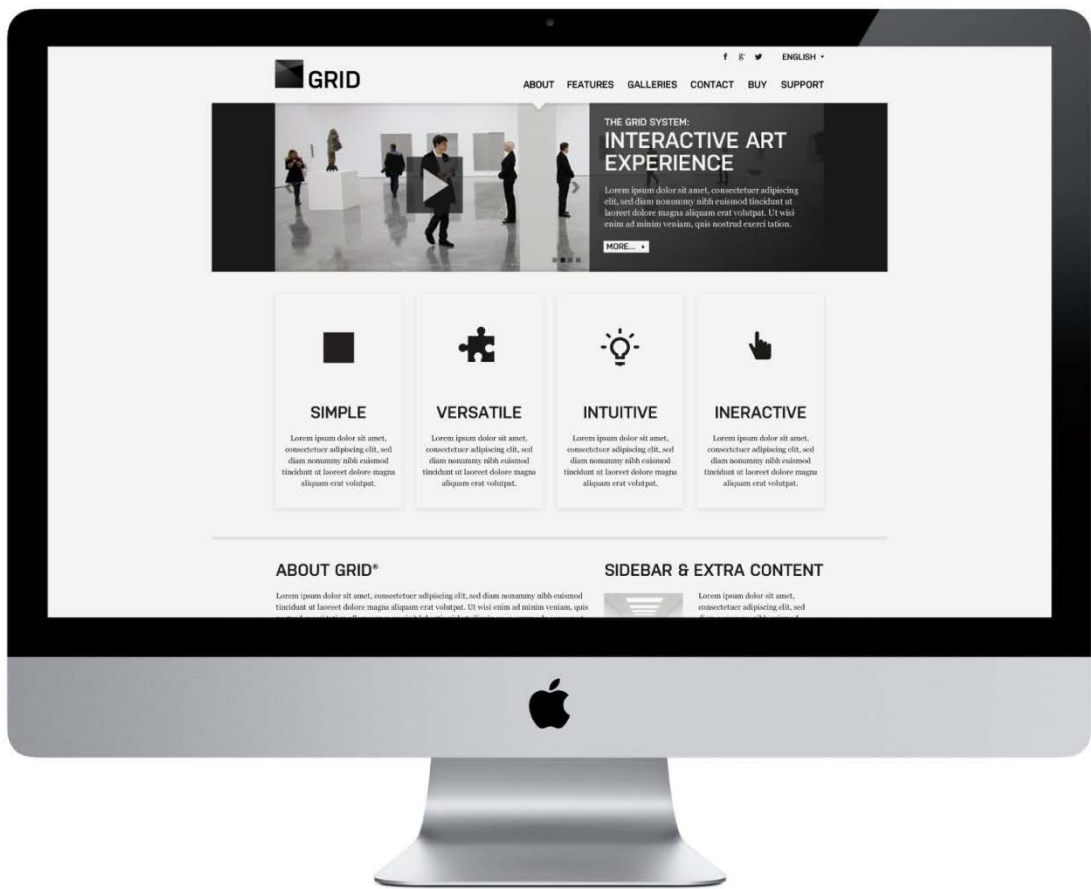 f g+ ENGLISH
GRID
ABOUT FEATURES GALLERIES CONTACT BUY SUPPORT
THE GRID SYSTEM:
INTERACTIVE ART
EXPERIENCE
Lorem ipsum dolor sit amet, consectetuer adipiscing
elit, sed diam nonummy nibh euismod tincidunt ut
laoreet dolore magna aliquam erat volutpat. Ut wisi
enim ad minim veniam, quis nostrud exerci tation.
MORE...
SIMPLE
Lorem ipsum dolor sit amet,
consectetuer adipiscing elit, sed
diam nonummy nibh euismod
tincidunt ut laoreet dolore magna
aliquam erat volutpat.
VERSATILE
Lorem ipsum dolor sit amet,
consectetuer adipiscing elit, sed
diam nonummy nibh euismod
tincidunt ut laoreet dolore magna
aliquam erat volutpat.
INTUITIVE
Lorem ipsum dolor sit amet,
consectetuer adipiscing elit, sed
diam nonummy nibh euismod
tincidunt ut laoreet dolore magna
aliquam erat volutpat.
INERACTIVE
Lorem ipsum dolor sit amet,
consectetuer adipiscing elit, sed
diam nonummy nibh euismod
tincidunt ut laoreet dolore magna
aliquam erat volutpat.
ABOUT GRID®
Lorem ipsum dolor sit amet, consectetuer adipiscing elit, sed diam nonummy nibh euismod
tincidunt ut laoreet dolore magna aliquam erat volutpat. Ut wisi enim ad minim veniam, quis
SIDEBAR & EXTRA CONTENT
Lorem ipsum dolor sit amet,
consectetuer adipiscing elit, sed